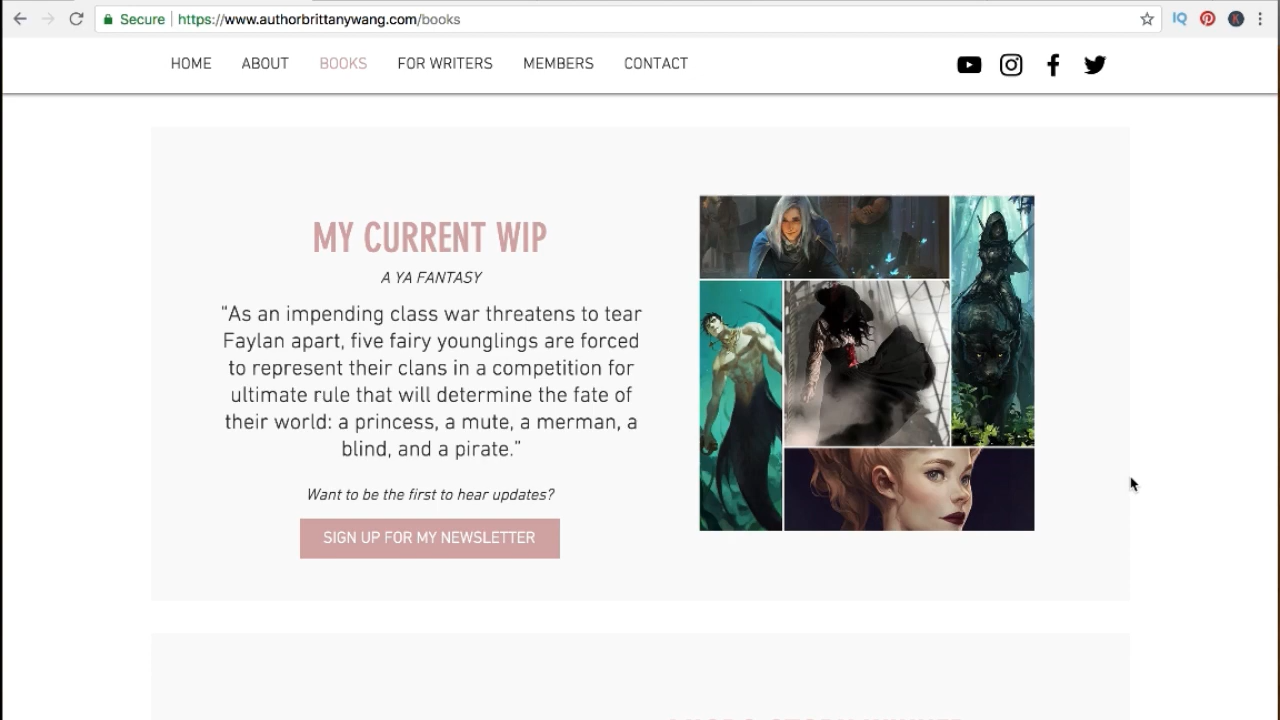 Secure
https://www.authorbrittanywang.com/books
IQ
K
HOME ABOUT BOOKS FOR WRITERS MEMBERS CONTACT
MY CURRENT WIP
A YA FANTASY
"As an impending class war threatens to tear
Faylan apart, five fairy younglings are forced
to represent their clans in a competition for
ultimate rule that will determine the fate of
their world: a princess, a mute, a merman, a
blind, and a pirate."
Want to be the first to hear updates?
SIGN UP FOR MY NEWSLETTER